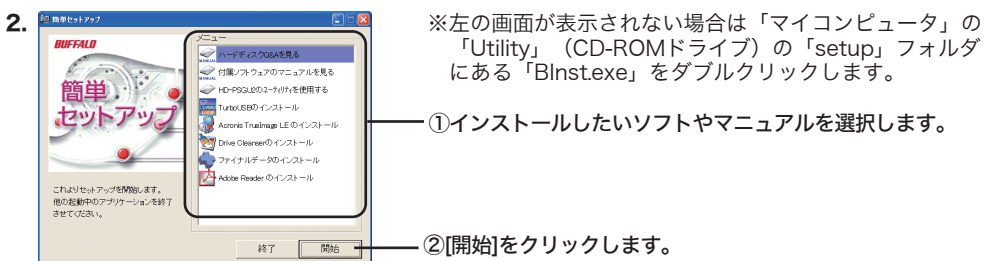 2.
簡単セットアップ
BUFFALO
簡単
セットアップ
これよりセットアップを開始します。
他の起動中のアプリケーションを終了
させてください。
メニュー
ハードディスクQ&Aを見る
付属ソフトウェアのマニュアルを見る
HD-PSGU2のユーティリティを使用する
TurboUSBのインストール
Acronis TrueImage LE のインストール
Drive Cleanserのインストール
ファイナルデータのインストール
Adobe Reader のインストール
終了
開始
※左の画面が表示されない場合は「マイコンピュータ」の
「Utility」（CD-ROMドライブ）の「setup」フォルダ
にある「BInst.exe」をダブルクリックします。
①インストールしたいソフトやマニュアルを選択します。
②[開始]をクリックします。